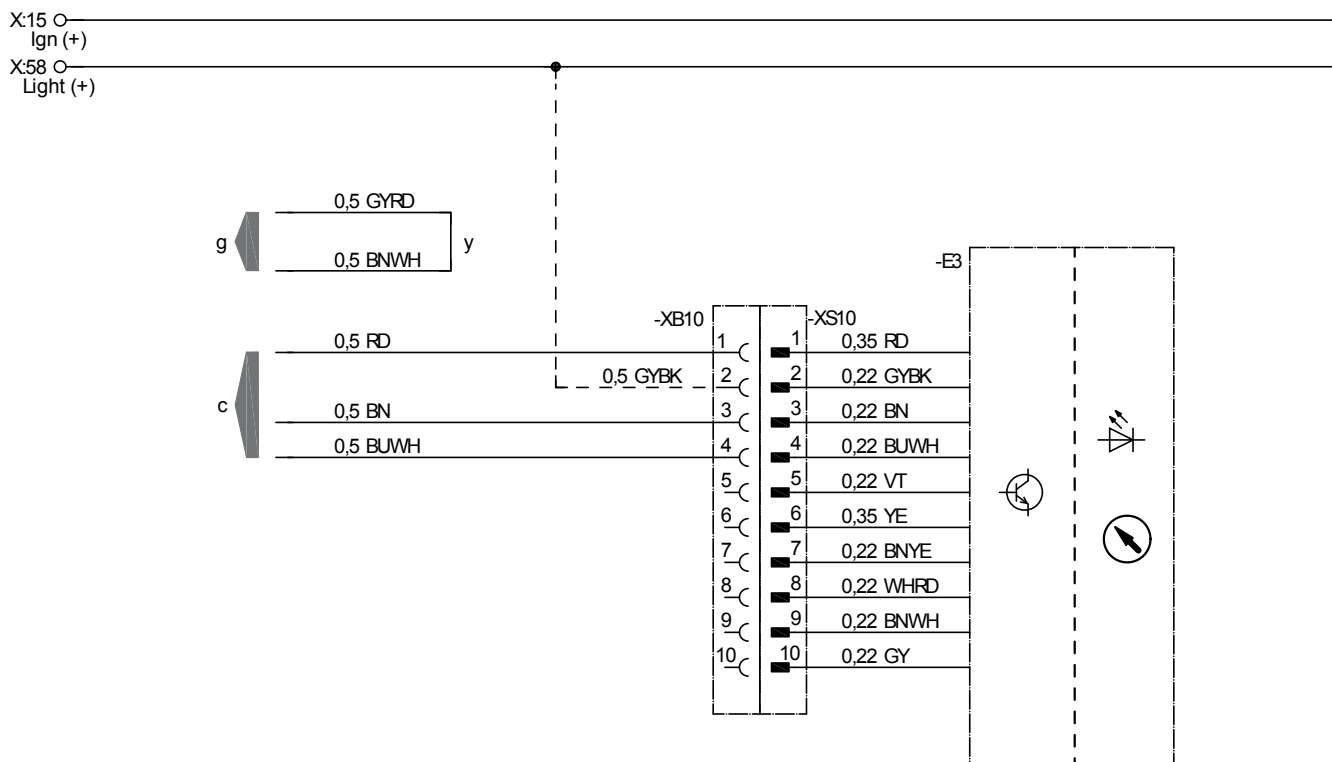 X:15
Ign (+)
X:58
Light (+)
0,5 GYRD
g
y
0,5 BNWH
-E3
-XB10
-XS10
0,5 RD
1
1
0,35 RD
0,5 GYBK
2
2
0,22 GYBK
c
0,5 BN
3
3
0,22 BN
0,5 BUWH
4
4
0,22 BUWH
5
5
0,22 VT
6
6
0,35 YE
7
7
0,22 BNYE
8
8
0,22 WHRD
9
9
0,22 BNWH
10
10
0,22 GY